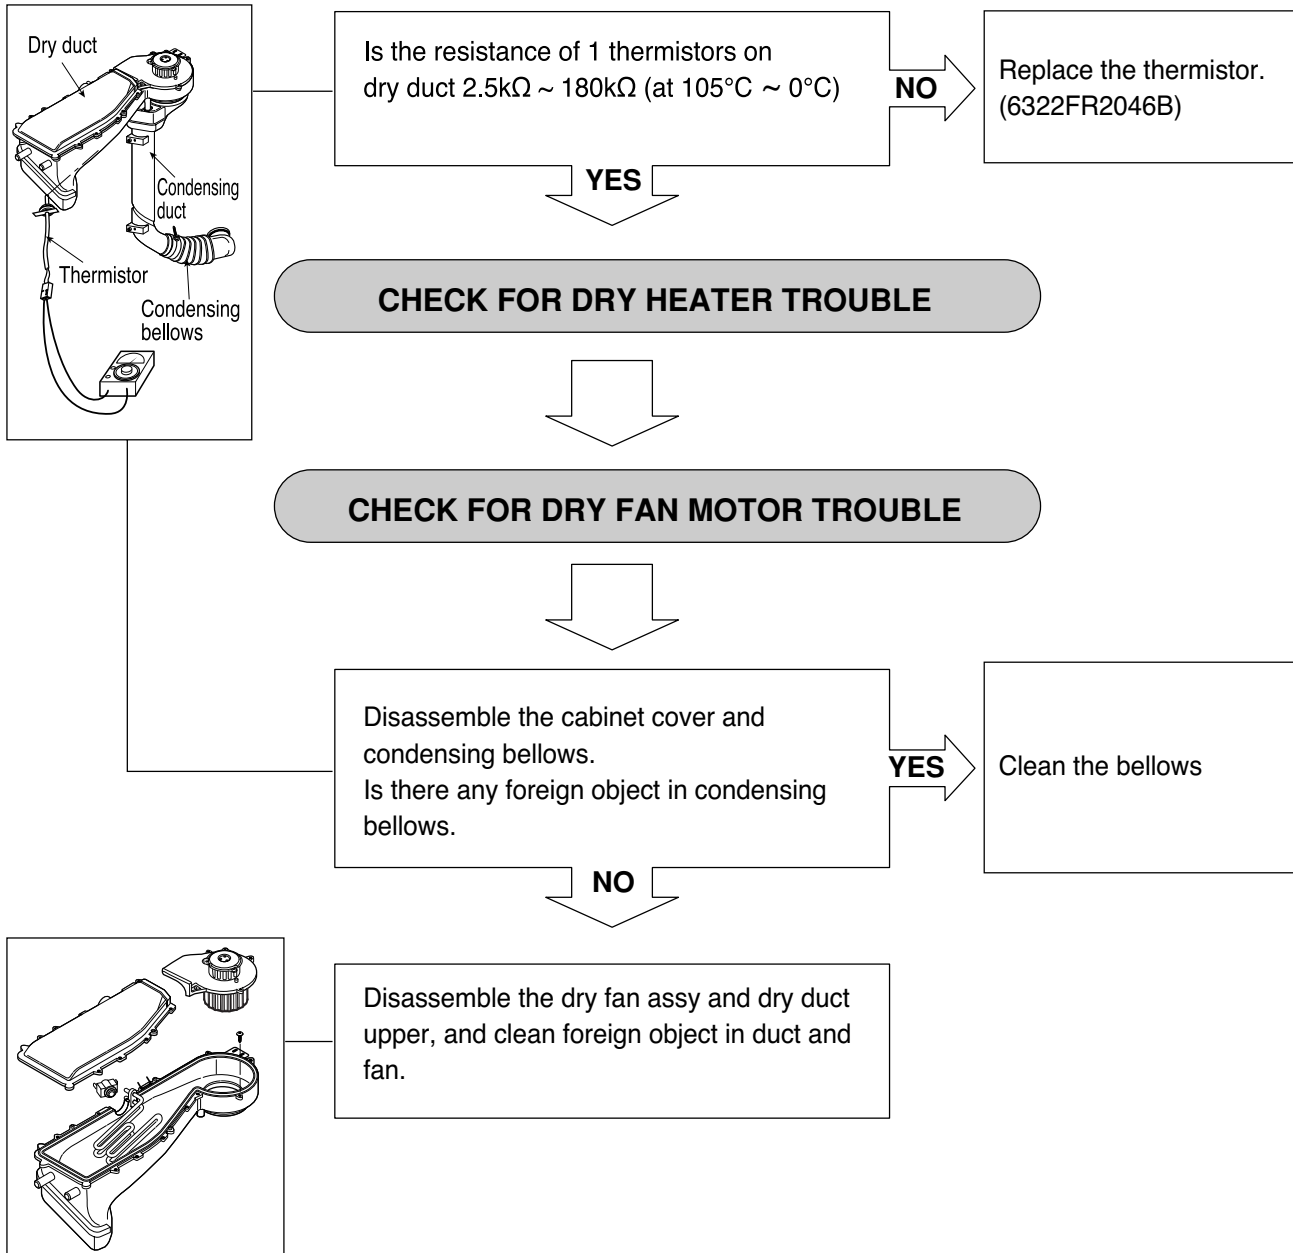 Dry duct
Condensing
duct
Thermistor
Condensing
bellows
Is the resistance of 1 thermistors on
dry duct 2.5kΩ ~ 180kΩ (at 105°C ~ 0°C)
NO
Replace the thermistor.
(6322FR2046B)
YES
CHECK FOR DRY HEATER TROUBLE
CHECK FOR DRY FAN MOTOR TROUBLE
Disassemble the cabinet cover and
condensing bellows.
Is there any foreign object in condensing
bellows.
YES
Clean the bellows
NO
Disassemble the dry fan assy and dry duct
upper, and clean foreign object in duct and
fan.